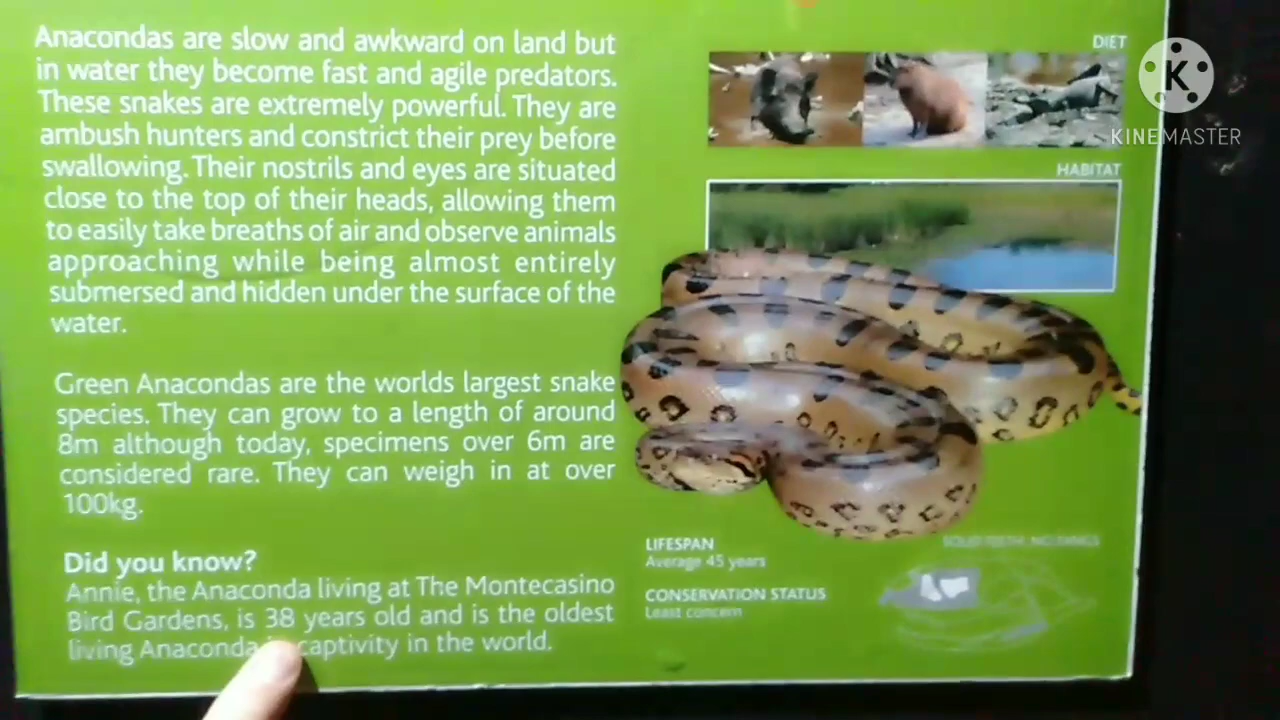 Anacondas are slow and awkward on land but
in water they become fast and agile predators.
These snakes are extremely powerful. They are
ambush hunters and constrict their prey before
swallowing. Their nostrils and eyes are situated
close to the top of their heads, allowing them
to easily take breaths of air and observe animals
approaching while being almost entirely
submersed and hidden under the surface of the
water.
Green Anacondas are the worlds largest snake
species. They can grow to a length of around
8m although today, specimens over 6m are
considered rare. They can weigh in at over
100kg.
Did you know?
Annie, the Anaconda living at The Montecasino
Bird Gardens, is 38 years old and is the oldest
living Anaconda captivity in the world.
DIET
HABITAT
LIFESPAN
Average 45 years
CONSERVATION STATUS
Least concern
SOLID TEETH, NO FANGS
K
KINEMASTER